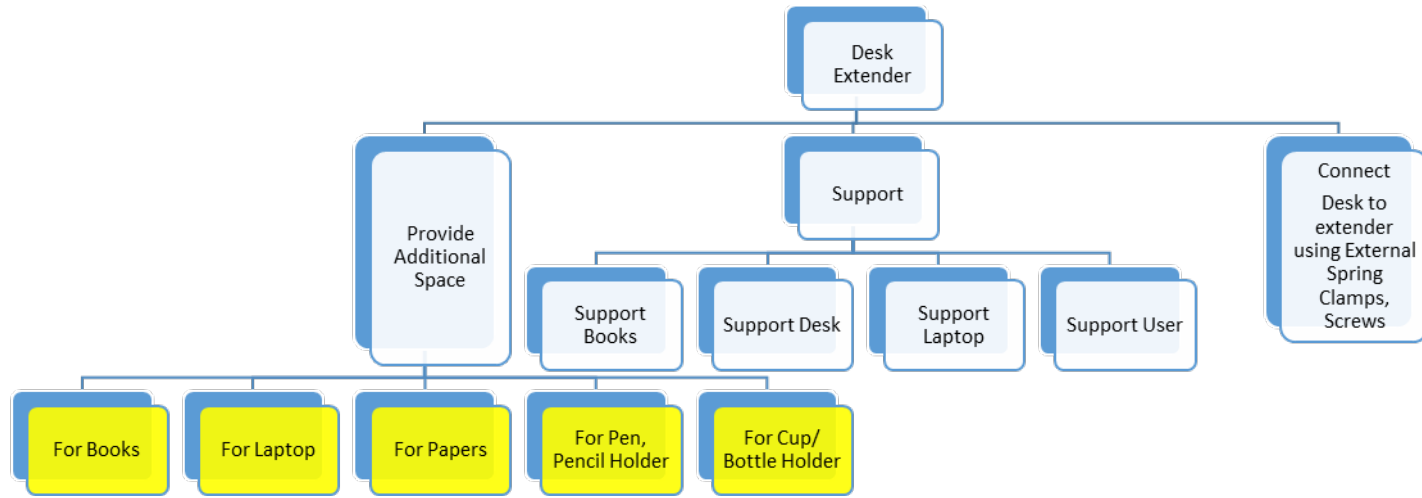 Desk
Extender
Provide
Additional
Space
Support
Connect
Desk to
extender
using External
Spring
Clamps,
Screws
Support
Books
Support Desk
Support
Laptop
Support User
For Books
For Laptop
For Papers
For Pen,
Pencil Holder
For Cup/
Bottle Holder